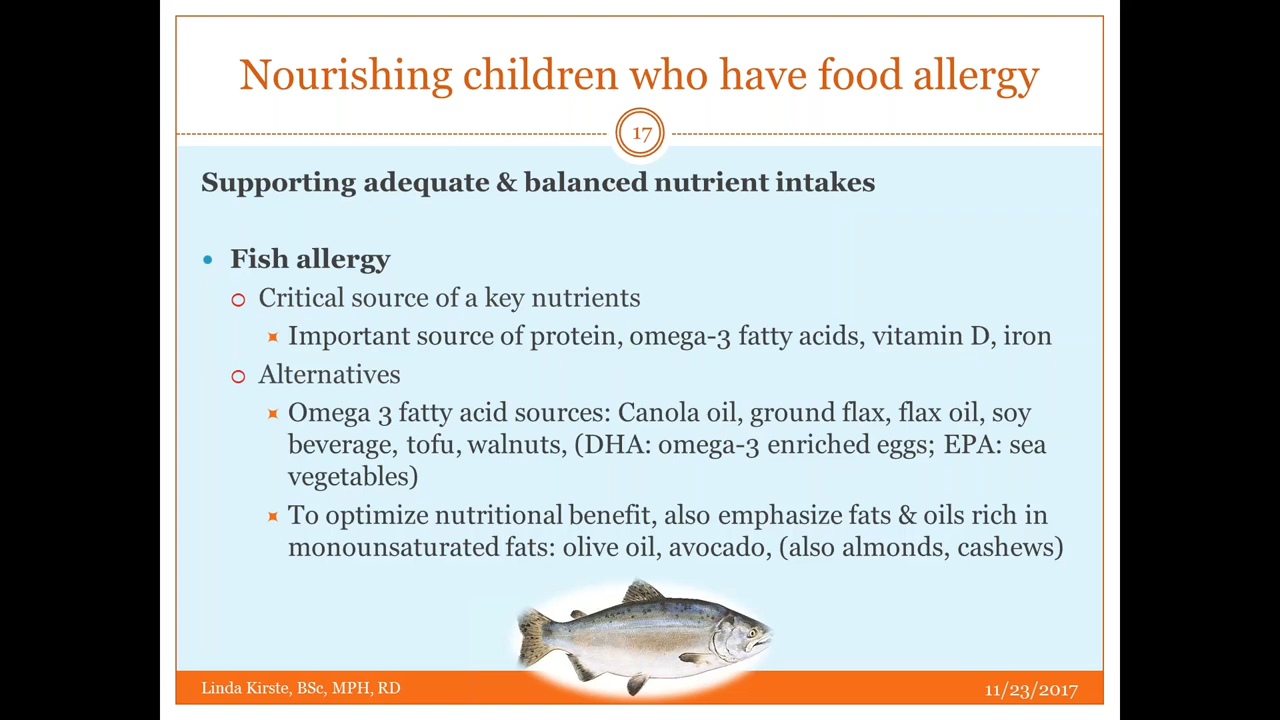 Nourishing children who have food allergy
17
Supporting adequate & balanced nutrient intakes
Fish allergy
Critical source of a key nutrients
Important source of protein, omega-3 fatty acids, vitamin D, iron
Alternatives
Omega 3 fatty acid sources: Canola oil, ground flax, flax oil, soy
beverage, tofu, walnuts, (DHA: omega-3 enriched eggs; EPA: sea
vegetables)
To optimize nutritional benefit, also emphasize fats & oils rich in
monounsaturated fats: olive oil, avocado, (also almonds, cashews)
Linda Kirste, BSc, MPH, RD
11/23/2017